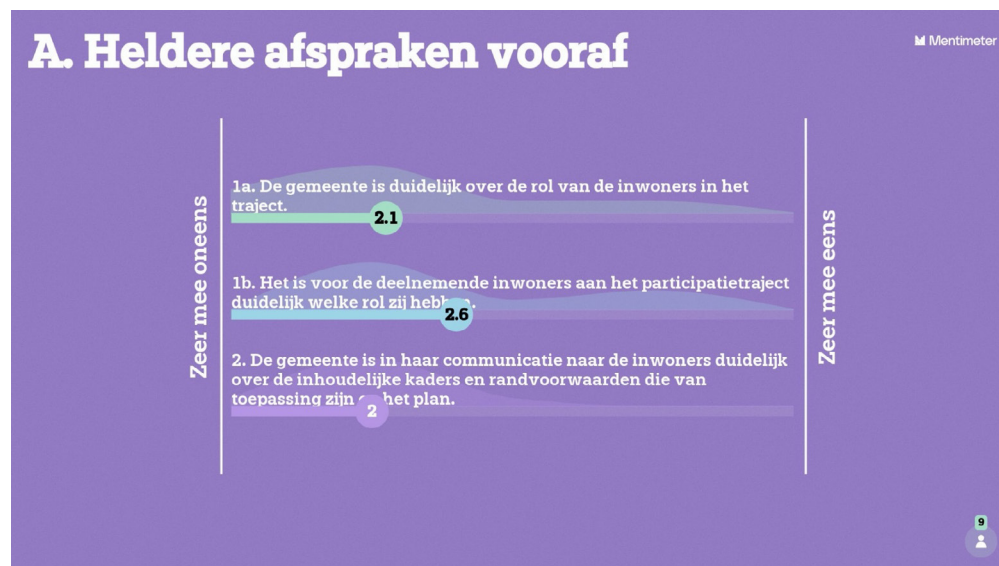 A. Heldere afspraken vooraf
Mentimeter
Zeer mee oneens
1a. De gemeente is duidelijk over de rol van de inwoners in het
traject.
2.1
1b. Het is voor de deelnemende inwoners aan het participatietraject
duidelijk welke rol zij hebben.
2.6
2. De gemeente is in haar communicatie naar de inwoners duidelijk
over de inhoudelijke kaders en randvoorwaarden die van
toepassing zijn het plan.
2
Zeer mee eens
9